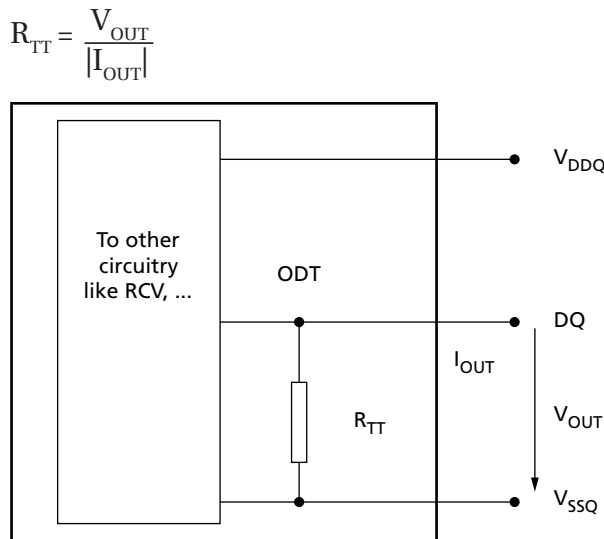 R_TT = V_OUT / |I_OUT|
V_DDQ
To other
circuitry
like RCV, ...
ODT
DQ
I_OUT
R_TT
V_OUT
V_SSQ